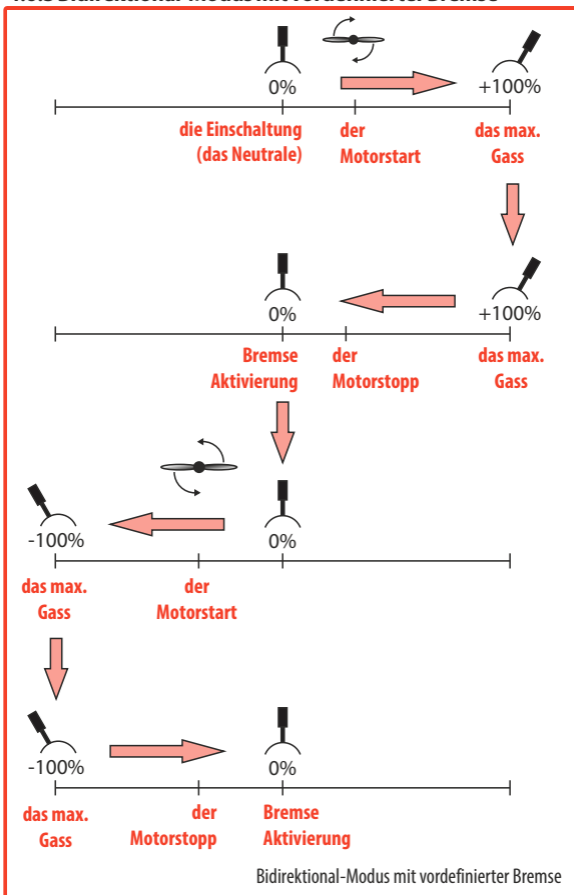 0%
+100%
die Einschaltung
(das Neutrale)
der
Motorstart
das max.
Gass
0%
+100%
Bremse
Aktivierung
der
Motorstopp
das max.
Gass
-100%
0%
das max.
Gass
der
Motorstart
-100%
0%
das max.
Gass
der
Motorstopp
Bremse
Aktivierung
Bidirektional-Modus mit vordefinierter Bremse